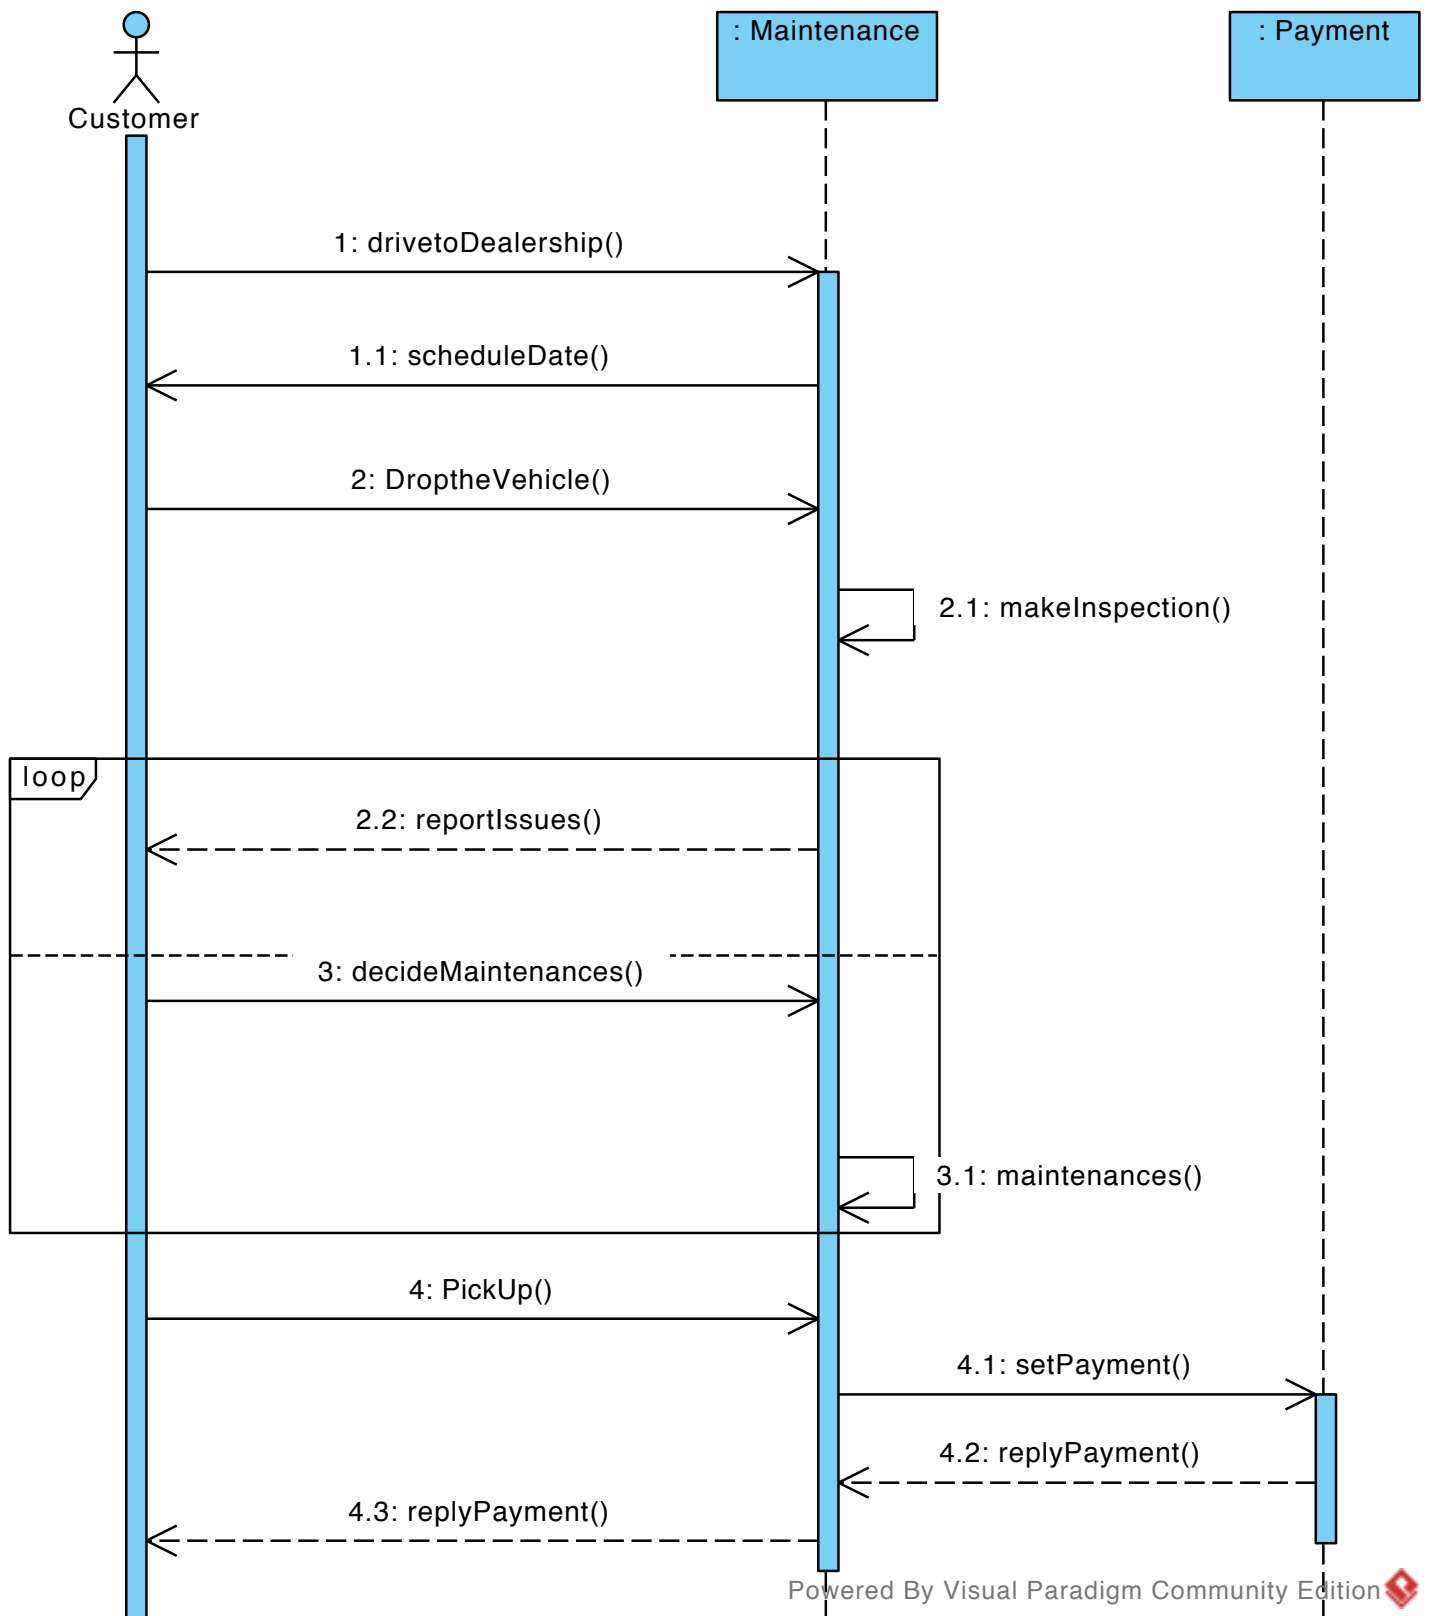 : Maintenance
: Payment
Customer
1: drivetoDealership()
1.1: scheduleDate()
2: DroptheVehicle()
2.1: makeInspection()
loop
2.2: reportIssues()
3: decideMaintenances()
3.1: maintenances()
4: PickUp()
4.1: setPayment()
4.2: replyPayment()
4.3: replyPayment()
Powered By Visual Paradigm Community Edition